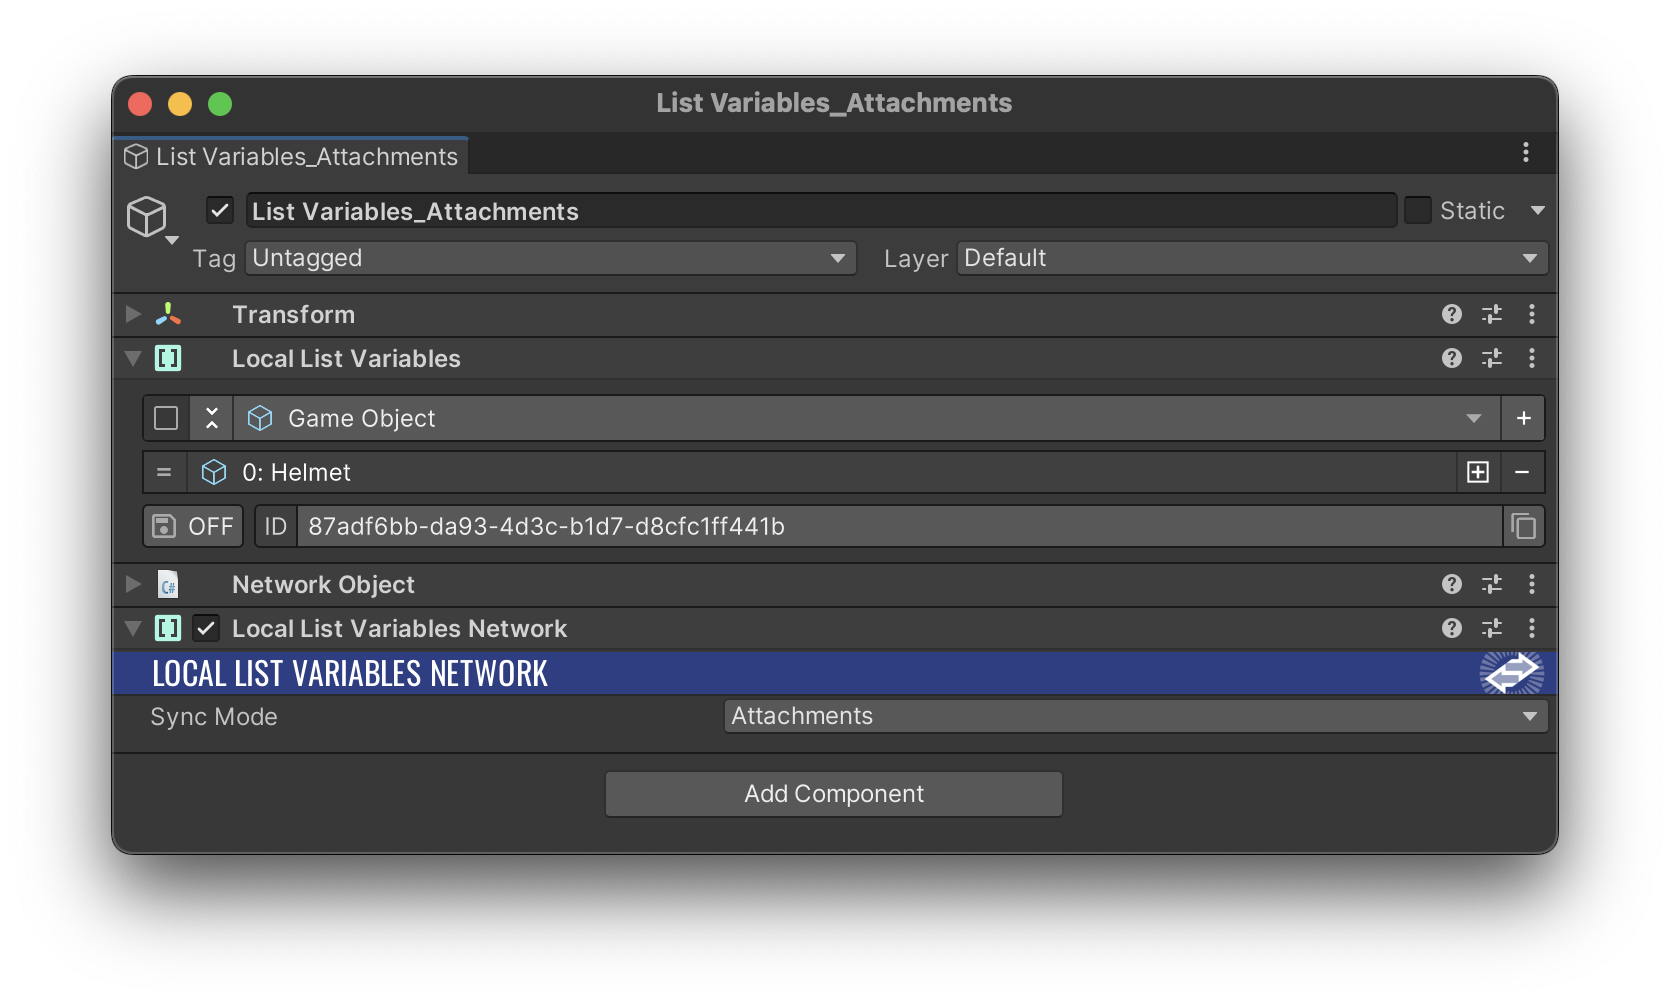 List Variables_Attachments
List Variables_Attachments
List Variables_Attachments Static
Tag Untagged Layer Default
Transform
Local List Variables
Game Object
0: Helmet
OFF ID 87adf6bb-da93-4d3c-b1d7-d8cfc1ff441b
C# Network Object
Local List Variables Network
LOCAL LIST VARIABLES NETWORK
Sync Mode Attachments
Add Component